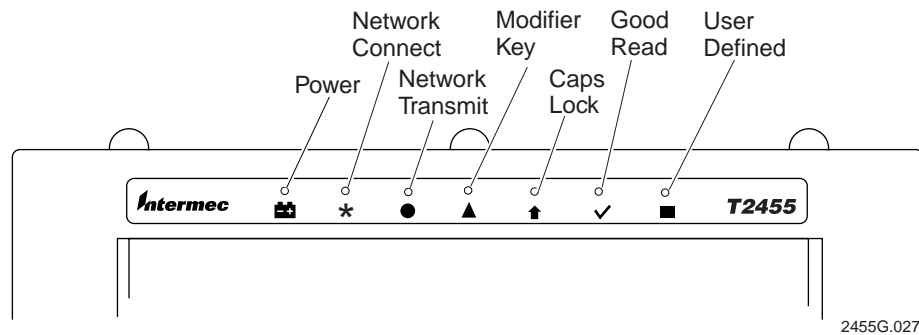 Network
Connect
Modifier
Key
Good
Read
User
Defined
Power
Network
Transmit
Caps
Lock
Intermec
T2455
2455G.027